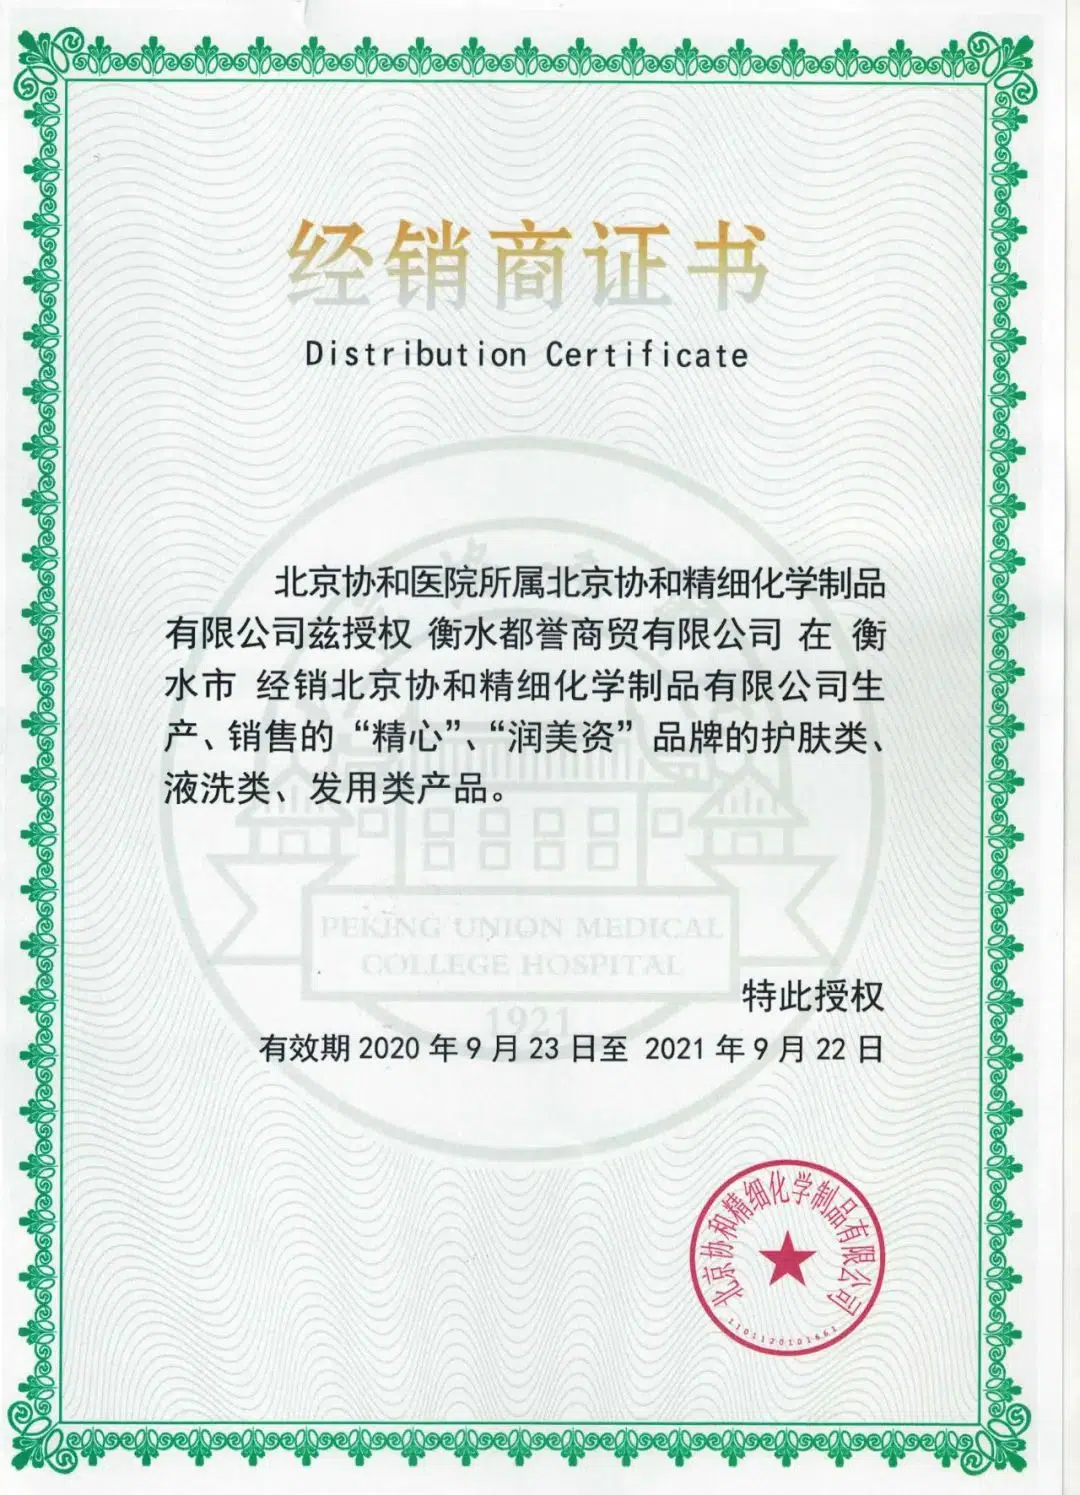 经销商证书
Distribution Certificate
北京协和医院所属北京协和精细化学制品
有限公司兹授权 衡水都誉商贸有限公司 在 衡
水市 经销北京协和精细化学制品有限公司生
产、销售的“精心”、“润美资”品牌的护肤类、
液洗类、发用类产品。
PEKING UNION MEDICAL
COLLEGE HOSPITAL
1921
特此授权
有效期 2020 年 9 月 23 日至 2021 年 9 月 22 日
北京协和精细化学制品有限公司
1101120101661